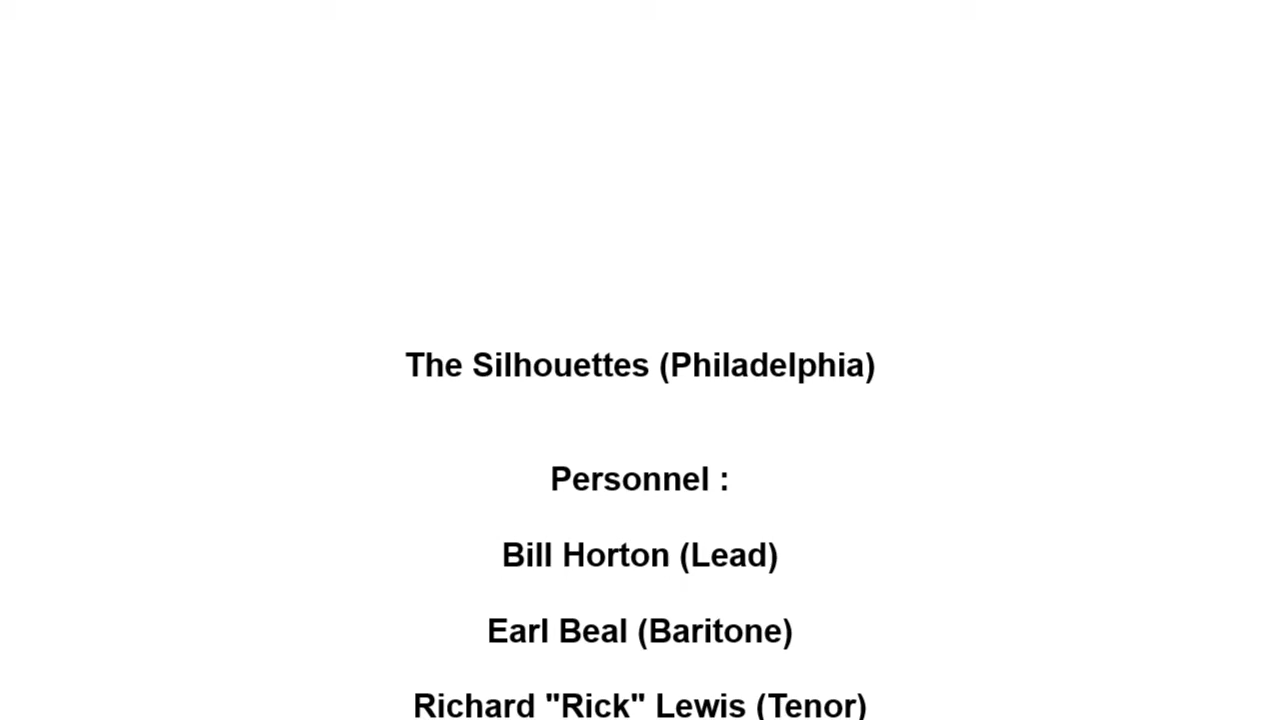 The Silhouettes (Philadelphia)
Personnel :
Bill Horton (Lead)
Earl Beal (Baritone)
Richard "Rick" Lewis (Tenor)